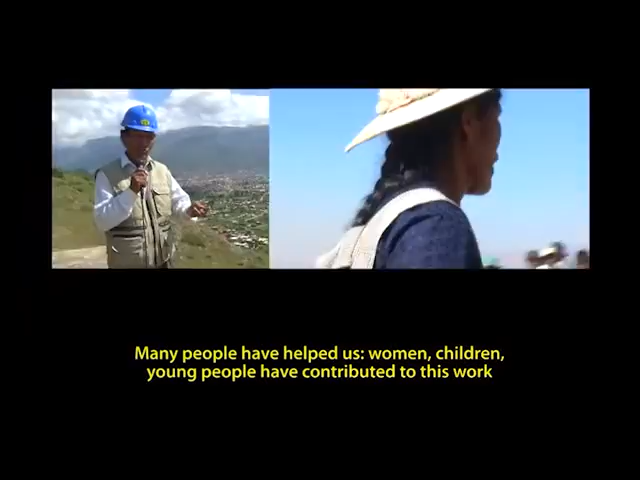 Many people have helped us: women, children,
young people have contributed to this work